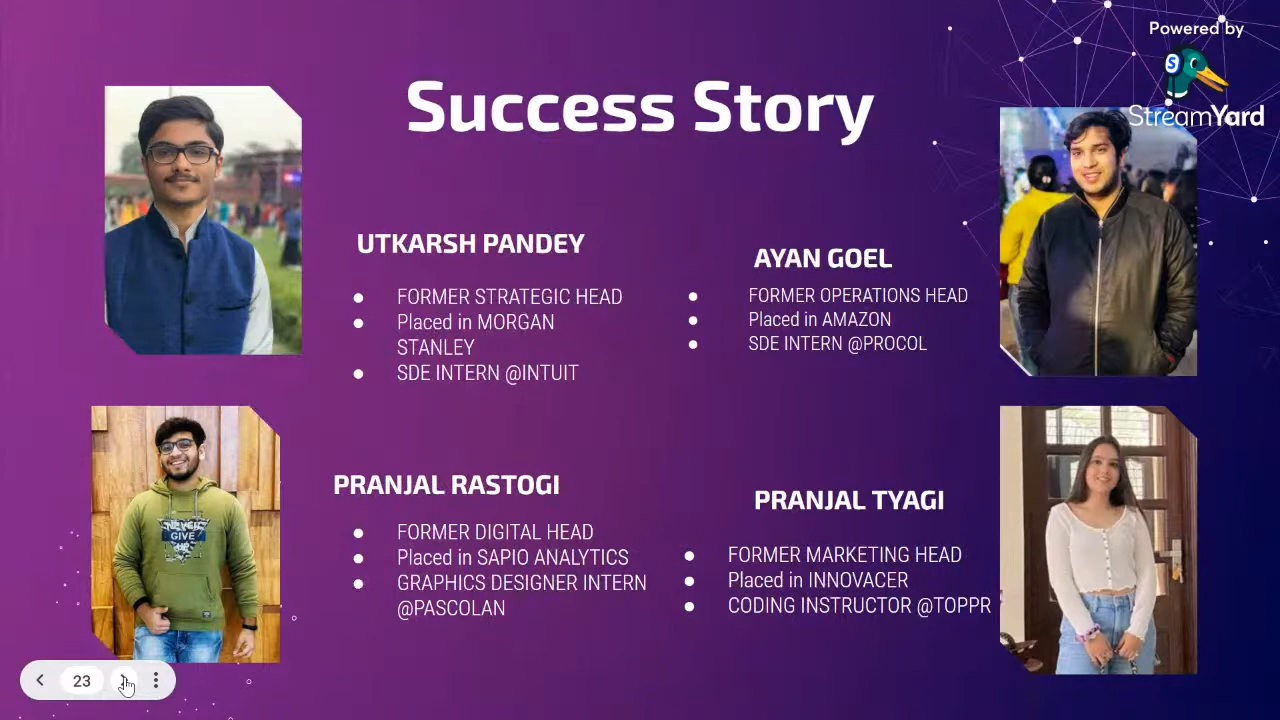 Powered by
StreamYard
Success Story
UTKARSH PANDEY
● FORMER STRATEGIC HEAD
● Placed in MORGAN
STANLEY
● SDE INTERN @INTUIT
AYAN GOEL
● FORMER OPERATIONS HEAD
● Placed in AMAZON
● SDE INTERN @PROCOL
PRANJAL RASTOGI
● FORMER DIGITAL HEAD
● Placed in SAPIO ANALYTICS
● GRAPHICS DESIGNER INTERN
@PASCOLAN
PRANJAL TYAGI
● FORMER MARKETING HEAD
● Placed in INNOVACER
● CODING INSTRUCTOR @TOPPR
GIVE
23